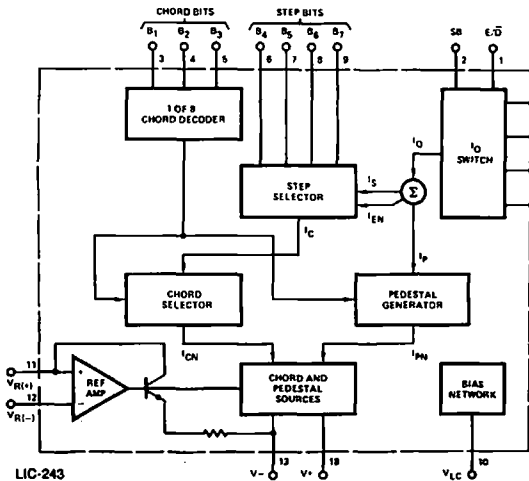 CHORD BITS
STEP BITS
B1 B2 B3
B4 B5 B6 B7
SB E/D̅
3 4 5
6 7 8 9
2 1
1 OF 8
CHORD DECODER
IO
SWITCH
IO
Σ
IS
IEN
STEP
SELECTOR
IC
IP
CHORD
SELECTOR
PEDESTAL
GENERATOR
ICN
IPN
11
VR(+)
12
VR(−)
+
−
REF
AMP
CHORD AND
PEDESTAL
SOURCES
BIAS
NETWORK
13 18
10
LIC-243
V− V+
VLC